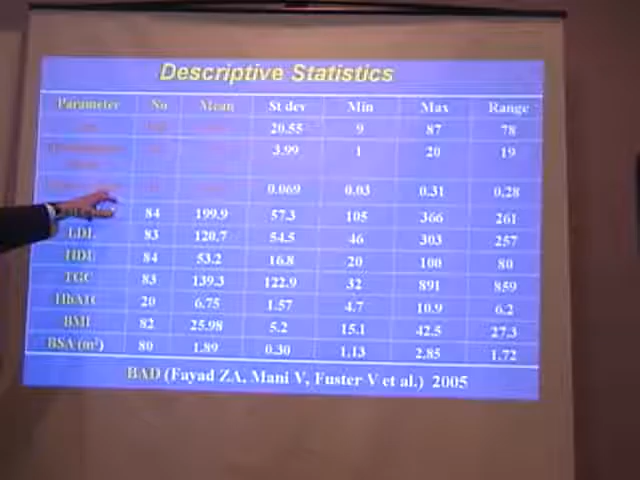 Descriptive Statistics
Parameter No Mean St dev Min Max Range
20.55 9 87 78
3.99 1 20 19
0.069 0.03 0.31 0.28
84 199.9 57.3 105 366 261
LDL 83 120.7 54.5 46 303 257
HDL 84 53.2 16.8 20 100 80
TGC 83 139.3 122.9 32 891 859
HbA1C 20 6.75 1.57 4.7 10.9 6.2
BMI 82 25.98 5.2 15.1 42.5 27.3
BSA (m²) 80 1.89 0.30 1.13 2.85 1.72
BAD (Fayad ZA, Mani V, Fuster V et al.) 2005